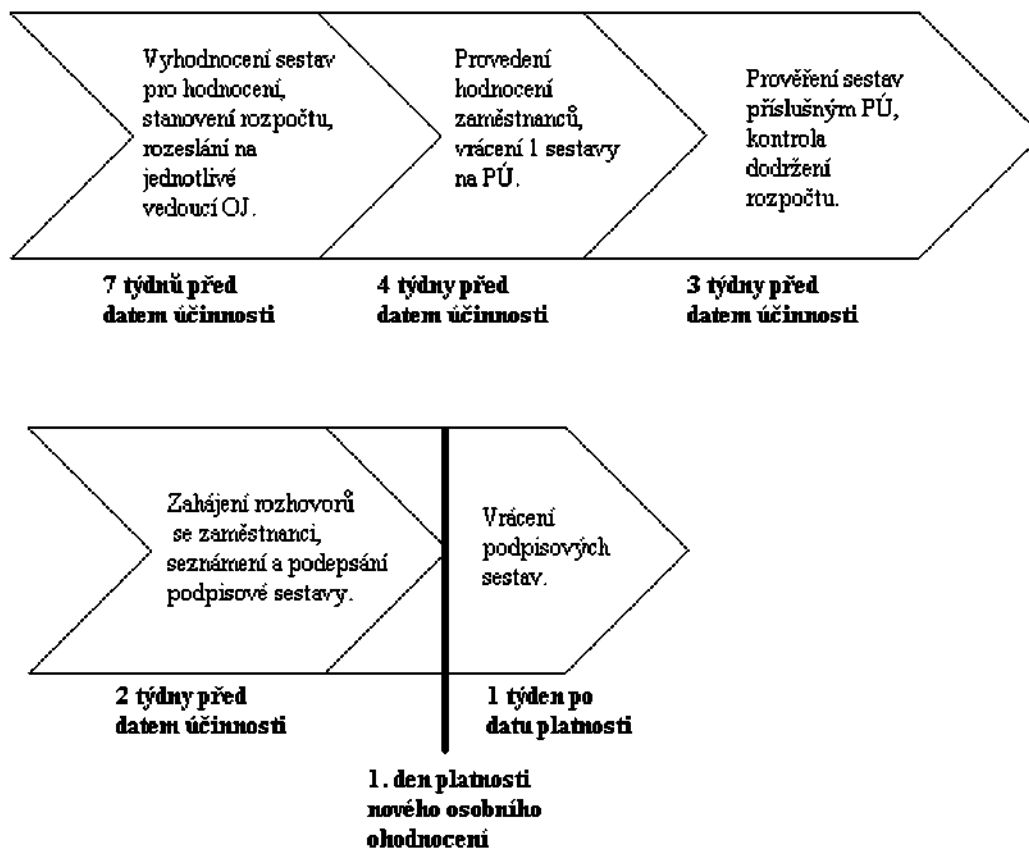 Vyhodnocení sestav
pro hodnocení,
stanovení rozpočtu,
rozeslání na
jednotlivé
vedoucí OJ.
7 týdnů před
datem účinnosti
Provedení
hodnocení
zaměstnanců,
vrácení 1 sestavy
na PÚ.
4 týdny před
datem účinnosti
Prověření sestav
příslušným PÚ,
kontrola
dodržení
rozpočtu.
3 týdny před
datem účinnosti
Zahájení rozhovorů
se zaměstnanci,
seznámení a podepsání
podpisové sestavy.
2 týdny před
datem účinnosti
Vrácení
podpisových
sestav.
1 týden po
datu platnosti
1. den platnosti
nového osobního
ohodnocení